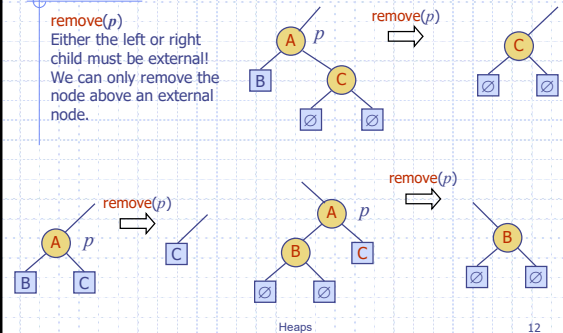 remove(p)
Either the left or right
child must be external!
We can only remove the
node above an external
node.
A p
B C
∅ ∅
remove(p)
C
∅ ∅
A p
B C
remove(p)
C
A p
B C
∅ ∅
remove(p)
B
∅ ∅
Heaps 12